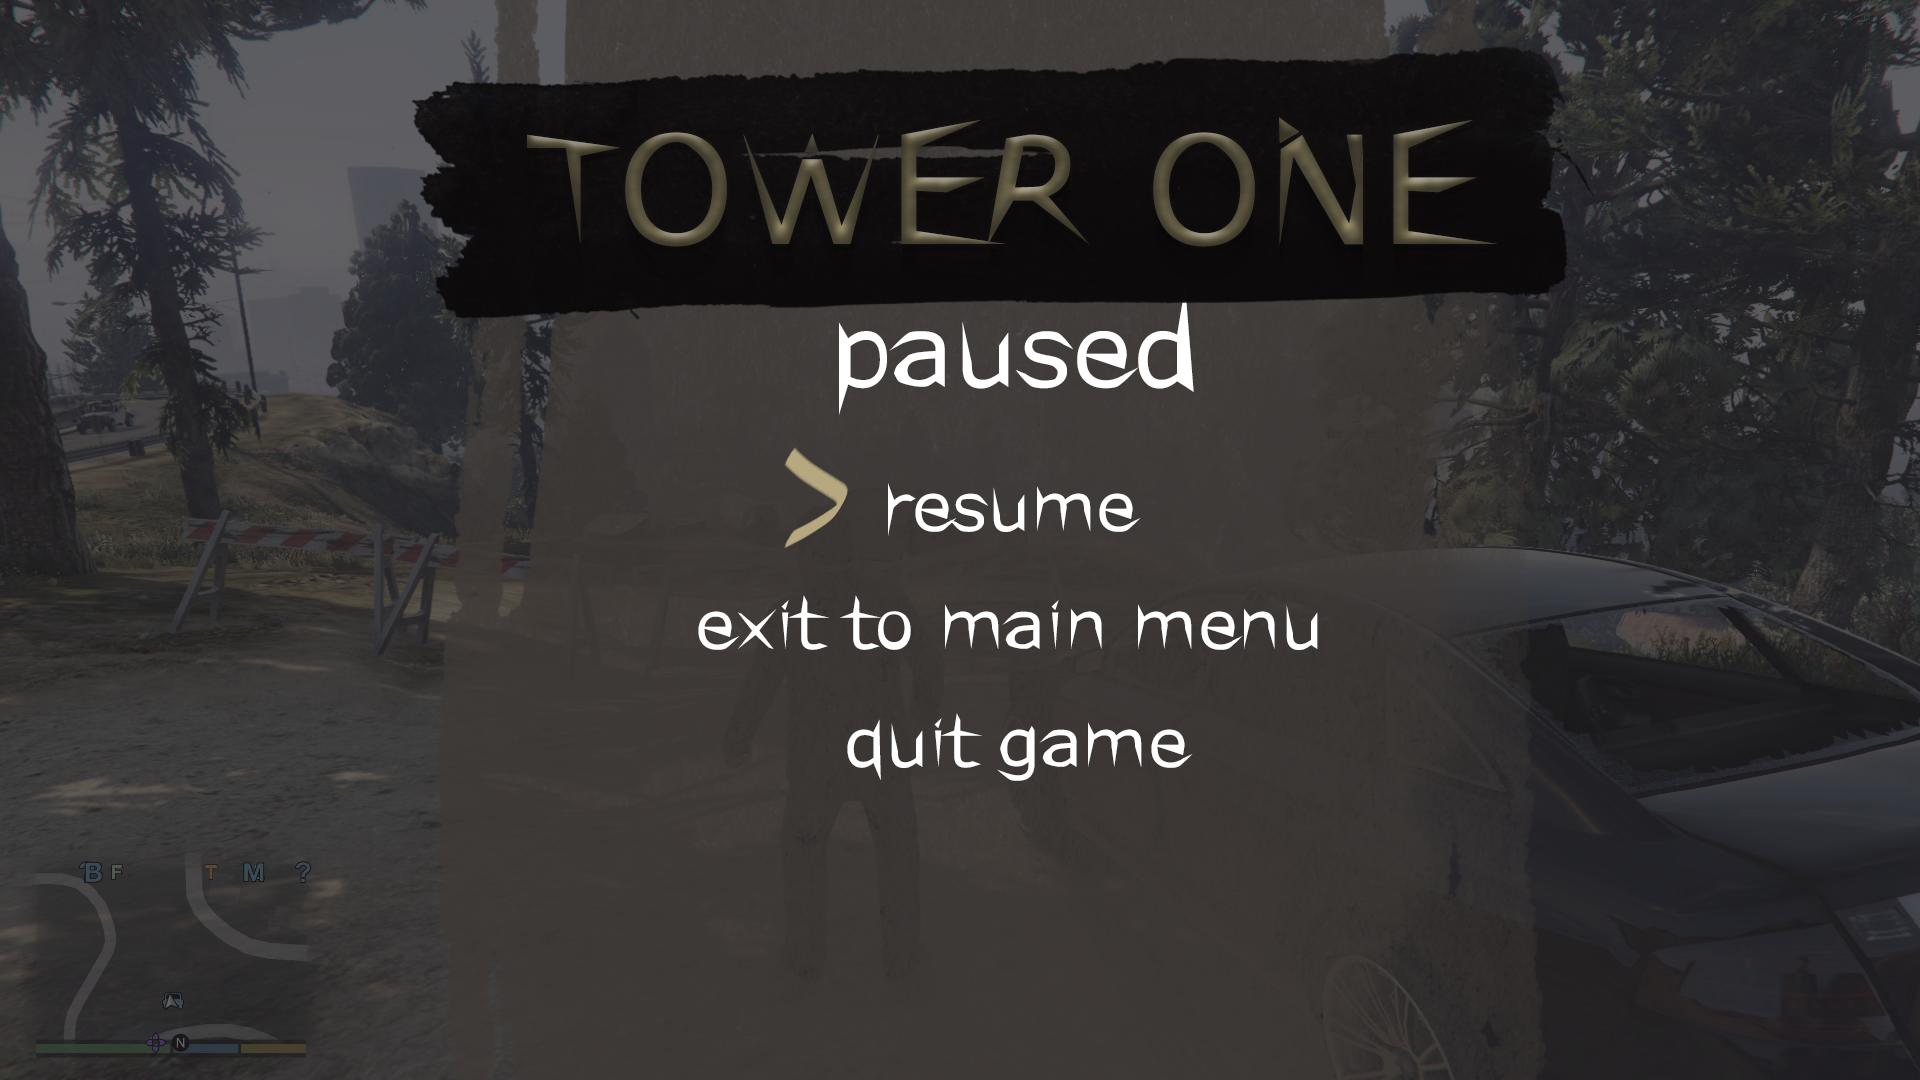 TOWER ONE
paused
resume
exit to main menu
quit game
B F T M ?
N